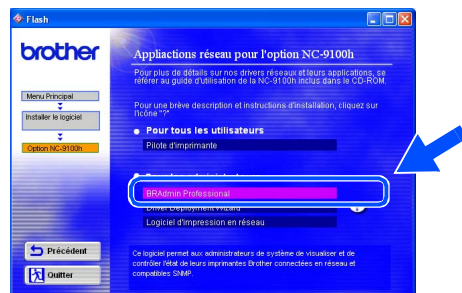 Flash
brother
Appliactions réseau pour l'option NC-9100h
Pour plus de détails sur nos drivers réseaux et leurs applications, se
référer au guide d'utilisation de la NC-9100h inclus dans le CD-ROM.
Menu Principal
Installer le logiciel
Option NC-9100h
Pour une brève description et instructions d'installation, cliquez sur
l'icône "?"
Pour tous les utilisateurs
Pilote d'imprimante
BRAdmin Professional
Driver Deployment Wizard
Logiciel d'impression en réseau
Précédent
Quitter
Ce logiciel permet aux administrateurs de système de visualiser et de
contrôler l'état de leurs imprimantes Brother connectées en réseau et
compatibles SNMP.